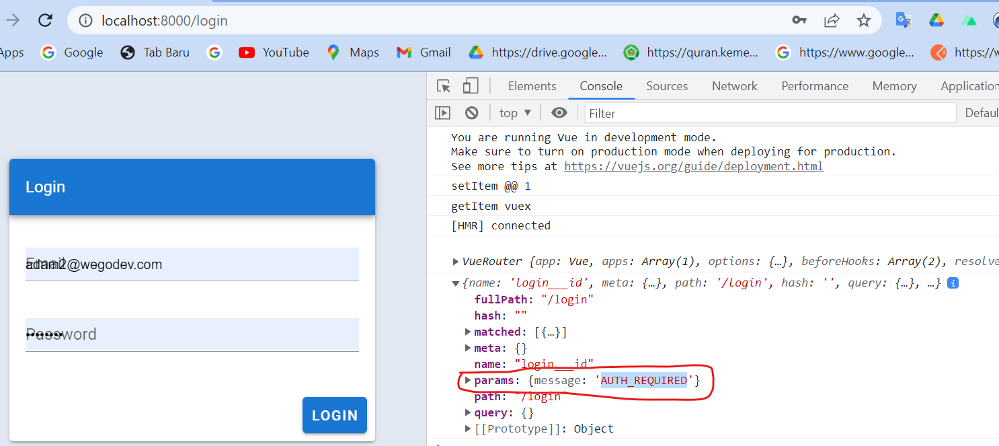 localhost:8000/login
Apps Google Tab Baru YouTube Maps Gmail https://drive.google... https://quran.keme... https://www.google... https://w
Elements Console Sources Network Performance Memory Application
top ▼ Filter Defaul
You are running Vue in development mode.
Make sure to turn on production mode when deploying for production.
See more tips at https://vuejs.org/guide/deployment.html
setItem @@ 1
getItem vuex
[HMR] connected
▶VueRouter {app: Vue, apps: Array(1), options: {…}, beforeHooks: Array(2), resolve
▼{name: 'login___id', meta: {…}, path: '/login', hash: '', query: {…}, …}
fullPath: "/login"
hash: ""
▶matched: [{…}]
▶meta: {}
name: "login___id"
▶params: {message: 'AUTH_REQUIRED'}
path: "/login"
▶query: {}
▶[[Prototype]]: Object
Login
Email
adam2@wegodev.com
Password
LOGIN